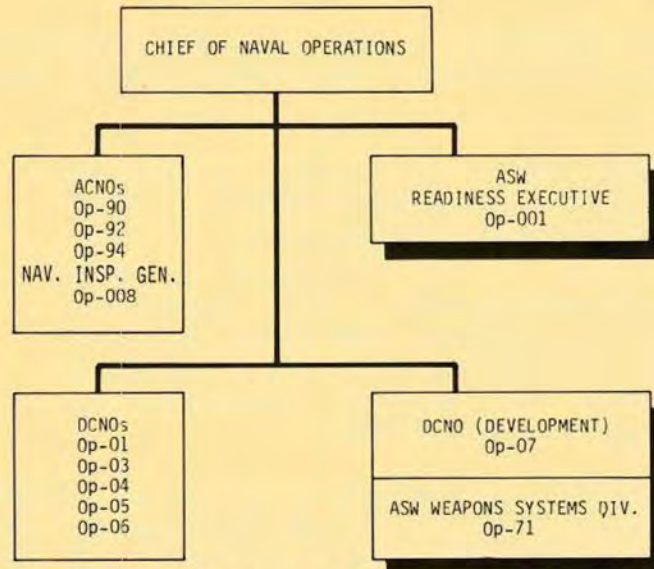 CHIEF OF NAVAL OPERATIONS
ACNOs
Op-90
Op-92
Op-94
NAV. INSP. GEN.
Op-008
ASW
READINESS EXECUTIVE
Op-001
DCNOs
Op-01
Op-03
Op-04
Op-05
Op-06
DCNO (DEVELOPMENT)
Op-07
ASW WEAPONS SYSTEMS DIV.
Op-71